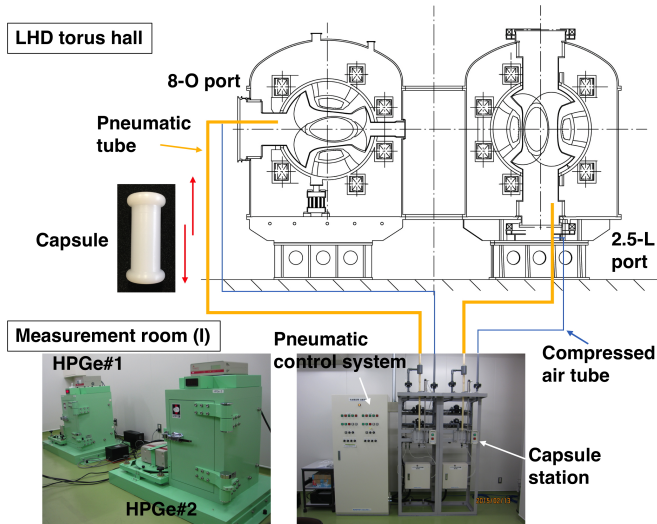 LHD torus hall
8-O port
Pneumatic
tube
Capsule
2.5-L
port
Measurement room (I)
HPGe#1
Pneumatic
control system
Compressed
air tube
Capsule
station
HPGe#2